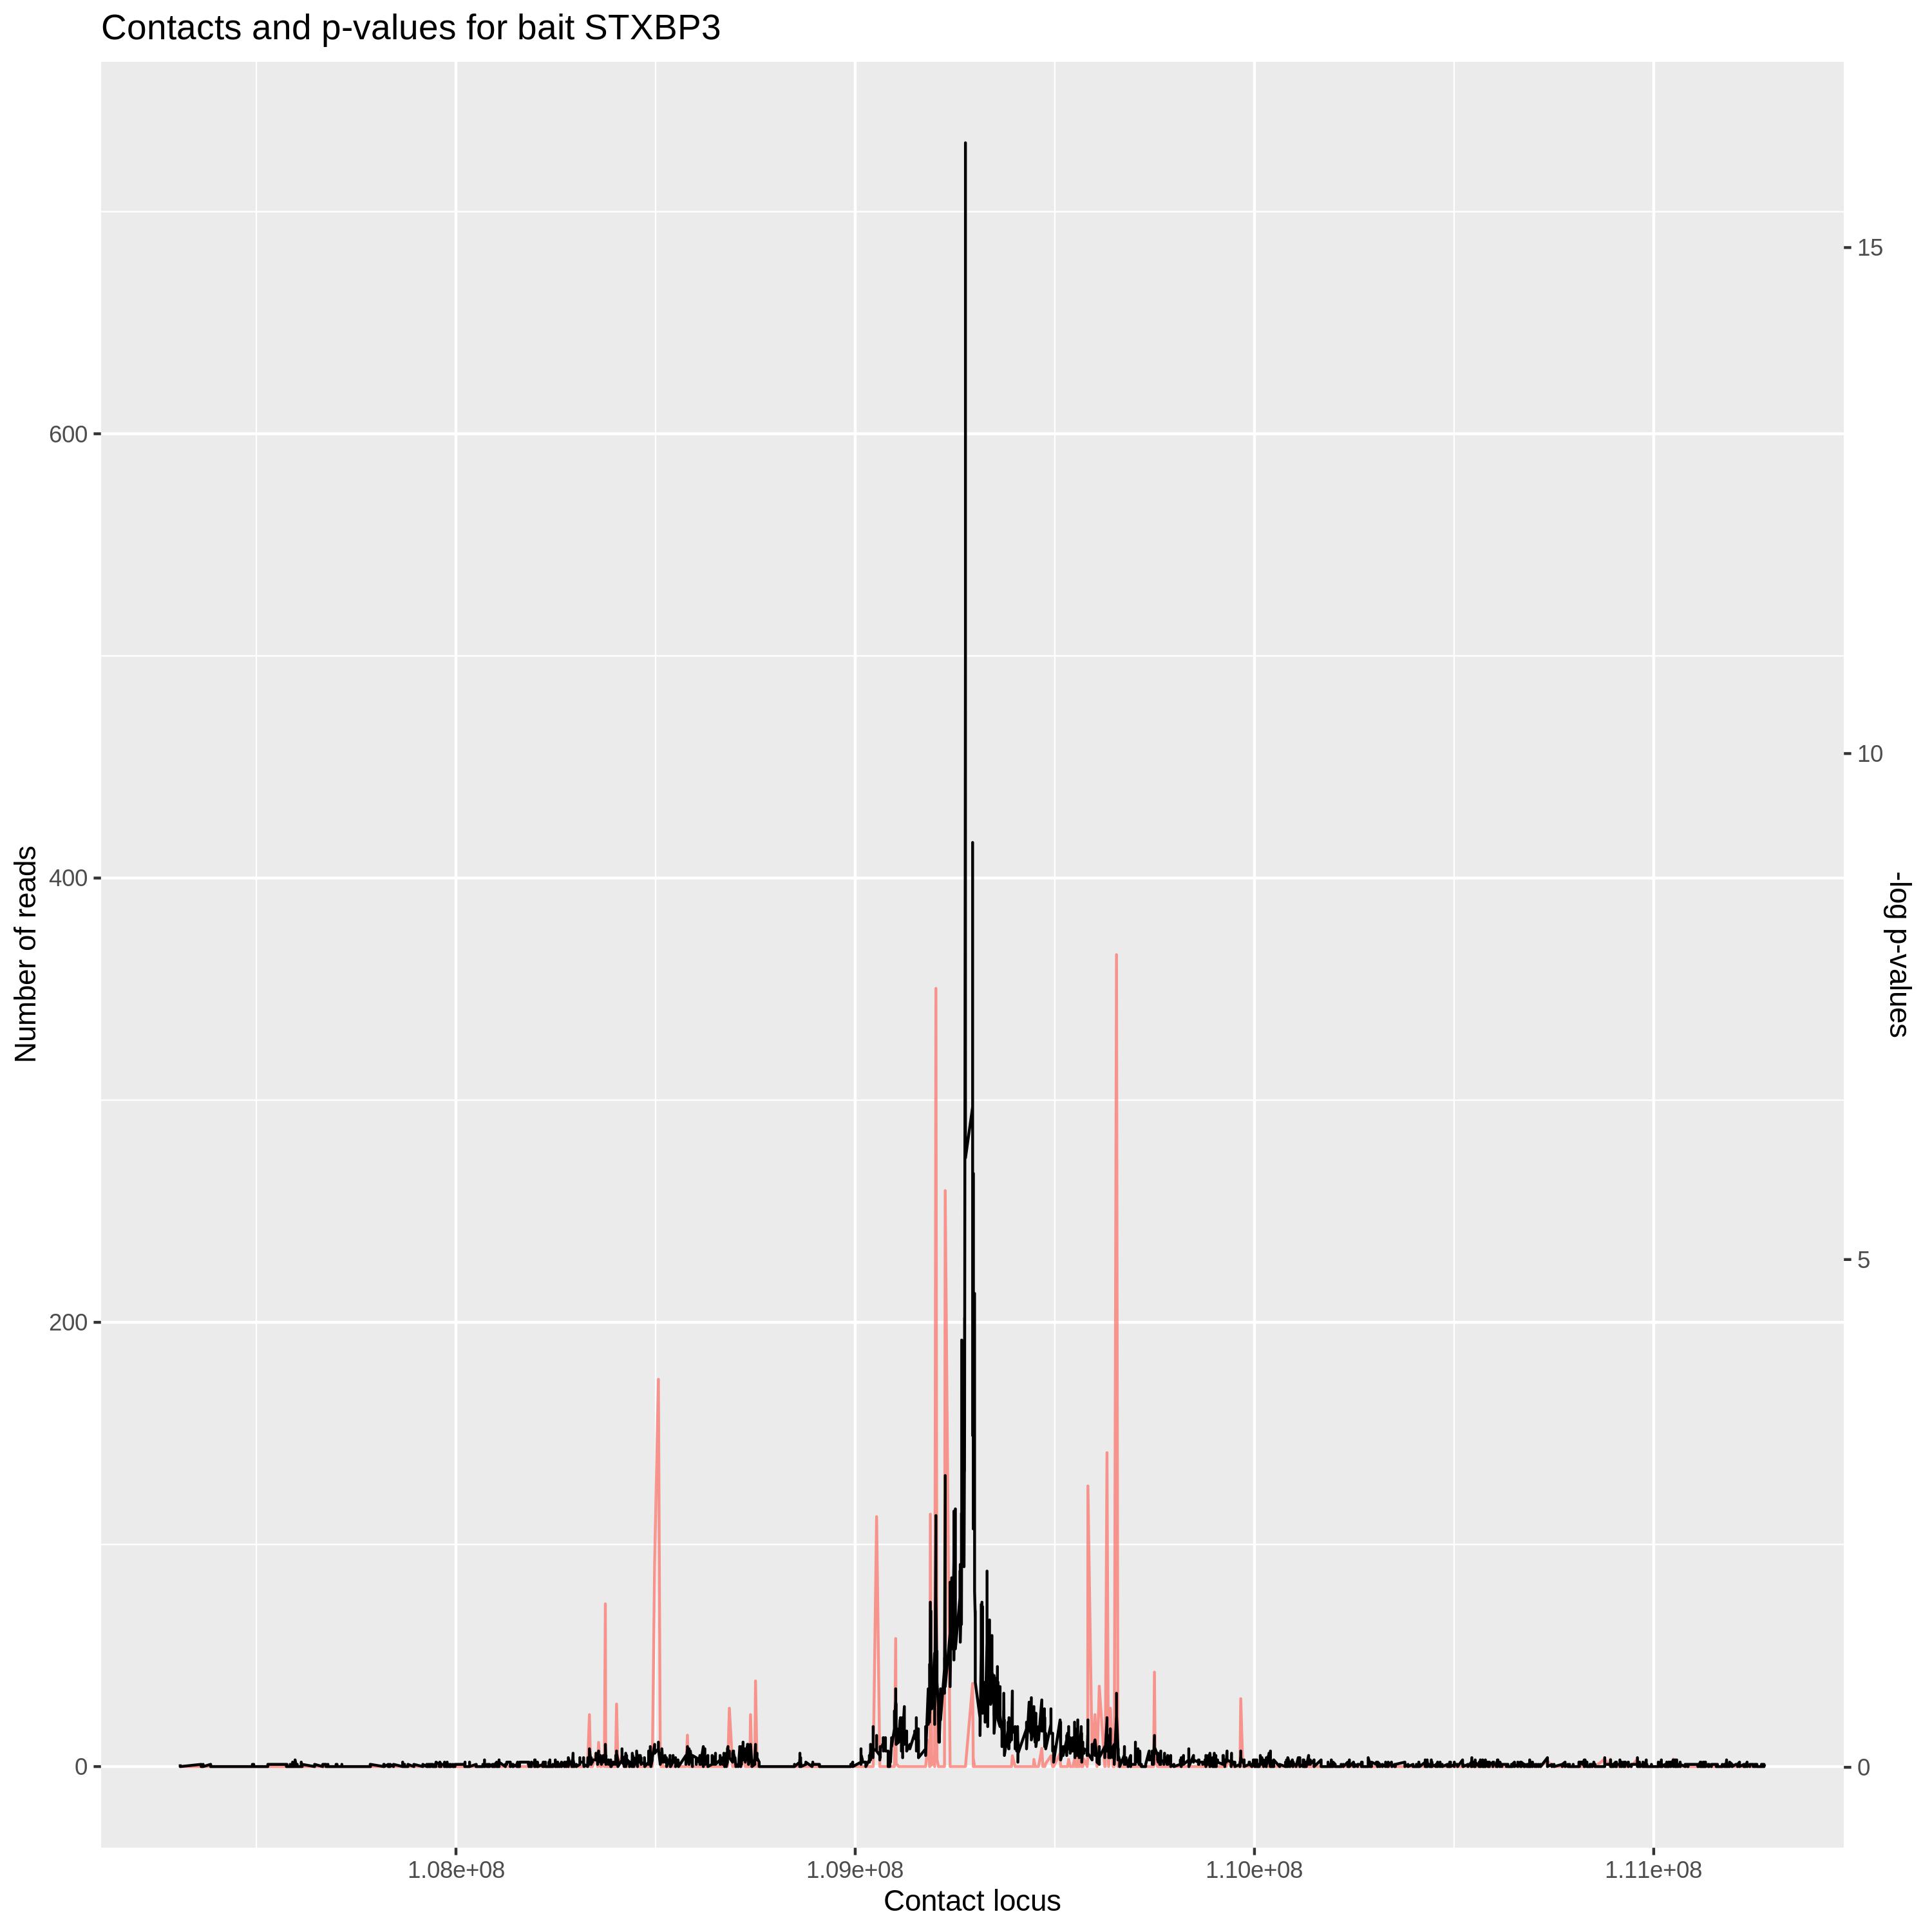 Contacts and p-values for bait STXBP3
Number of reads
600
400
200
0
15
10
5
0
-log p-values
1.08e+08
1.09e+08
1.10e+08
1.11e+08
Contact locus